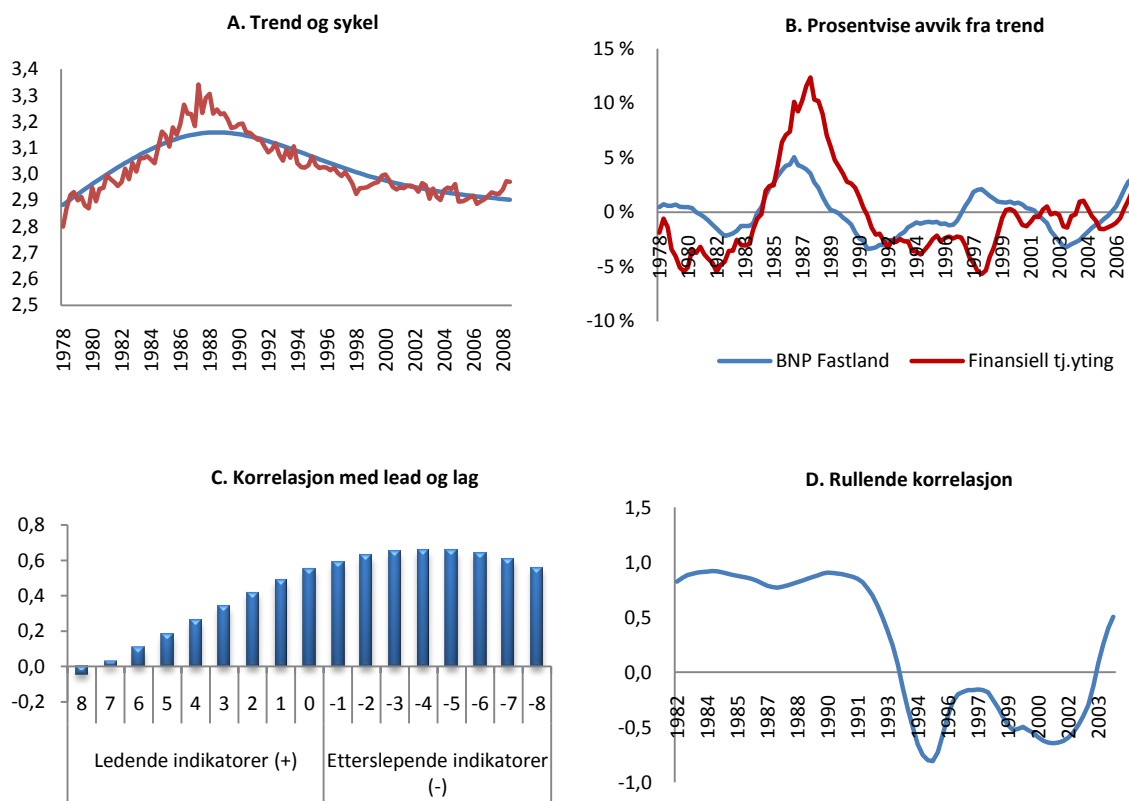 A. Trend og sykel
3,4
3,3
3,2
3,1
3,0
2,9
2,8
2,7
2,6
2,5
1978 1980 1982 1984 1986 1988 1990 1992 1994 1996 1998 2000 2002 2004 2006 2008
B. Prosentvise avvik fra trend
15 %
10 %
5 %
0 %
-5 %
-10 %
1978 1980 1982 1983 1985 1987 1989 1990 1992 1994 1996 1997 1999 2001 2003 2004 2006
BNP Fastland Finansiell tj.yting
C. Korrelasjon med lead og lag
0,8
0,6
0,4
0,2
0,0
-0,2
8 7 6 5 4 3 2 1 0 -1 -2 -3 -4 -5 -6 -7 -8
Ledende indikatorer (+) Etterslepende indikatorer
(-)
D. Rullende korrelasjon
1,5
1,0
0,5
0,0
-0,5
-1,0
1982 1984 1985 1987 1988 1990 1991 1993 1994 1996 1997 1999 2000 2002 2003